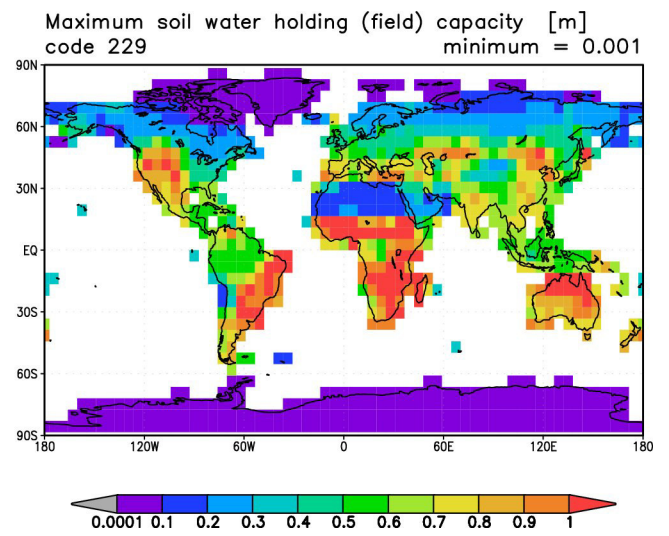 Maximum soil water holding (field) capacity [m]
code 229 minimum = 0.001
90N
60N
30N
EQ
30S
60S
90S
180 120W 60W 0 60E 120E 180
0.0001 0.1 0.2 0.3 0.4 0.5 0.6 0.7 0.8 0.9 1